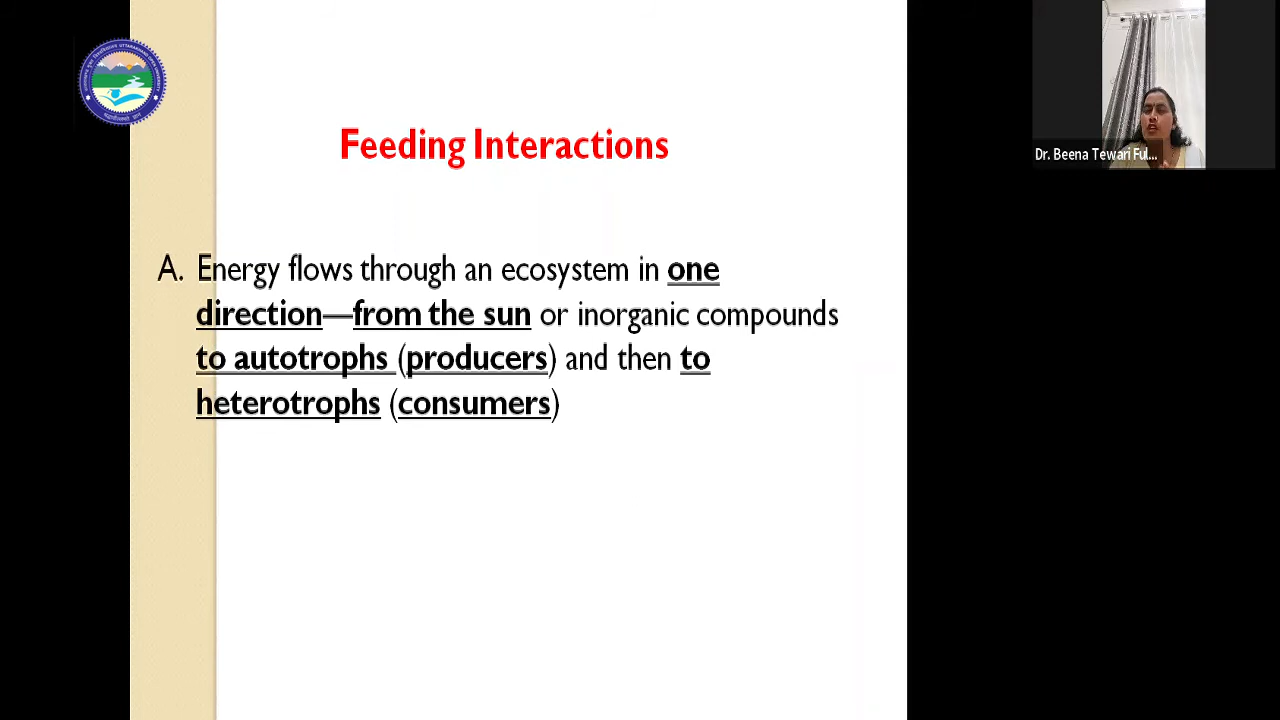 Feeding Interactions
A. Energy flows through an ecosystem in one
direction—from the sun or inorganic compounds
to autotrophs (producers) and then to
heterotrophs (consumers)
Dr. Beena Tewari Ful...